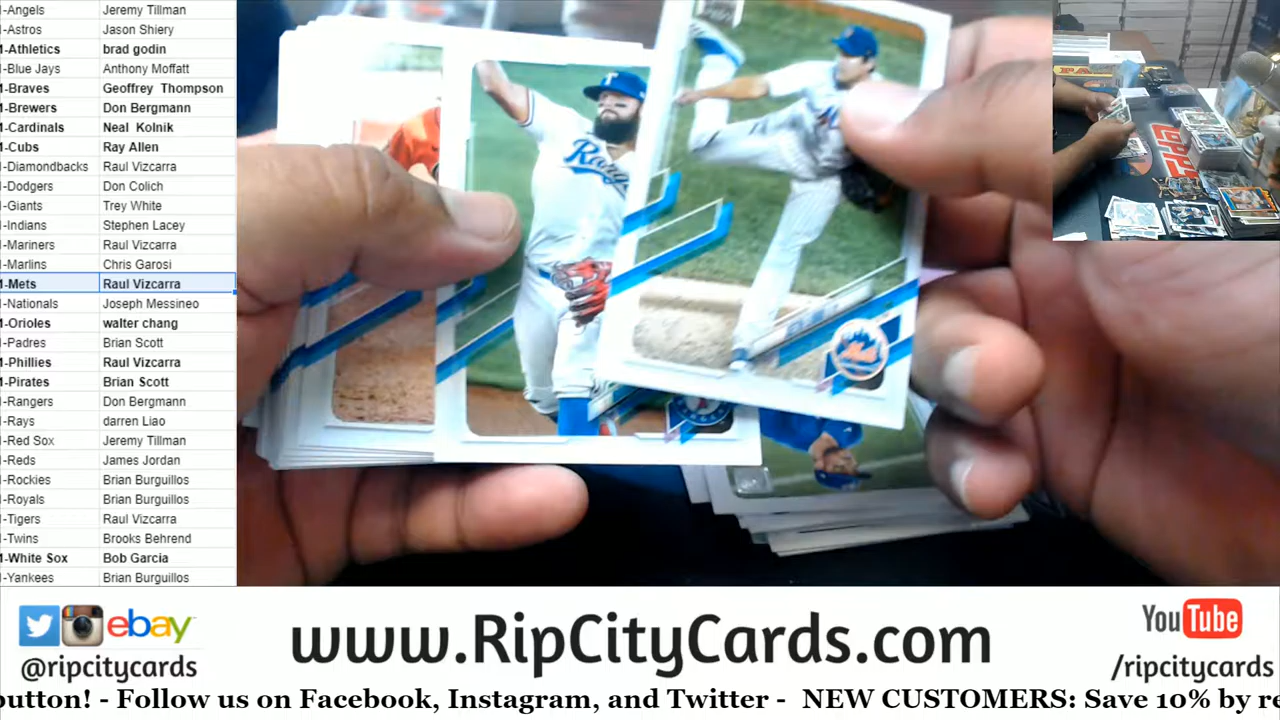 -Angels Jeremy Tillman
-Astros Jason Shiery
-Athletics brad godin
-Blue Jays Anthony Moffatt
-Braves Geoffrey Thompson
-Brewers Don Bergmann
-Cardinals Neal Kolnik
-Cubs Ray Allen
-Diamondbacks Raul Vizcarra
-Dodgers Don Colich
-Giants Trey White
-Indians Stephen Lacey
-Mariners Raul Vizcarra
-Marlins Chris Garosi
-Mets Raul Vizcarra
-Nationals Joseph Messineo
-Orioles walter chang
-Padres Brian Scott
-Phillies Raul Vizcarra
-Pirates Brian Scott
-Rangers Don Bergmann
-Rays darren Liao
-Red Sox Jeremy Tillman
-Reds James Jordan
-Rockies Brian Burguillos
-Royals Brian Burguillos
-Tigers Raul Vizcarra
-Twins Brooks Behrend
-White Sox Bob Garcia
-Yankees Brian Burguillos
Mets
ebay
@ripcitycards
www.RipCityCards.com
YouTube
/ripcitycards
button! - Follow us on Facebook, Instagram, and Twitter - NEW CUSTOMERS: Save 10% by